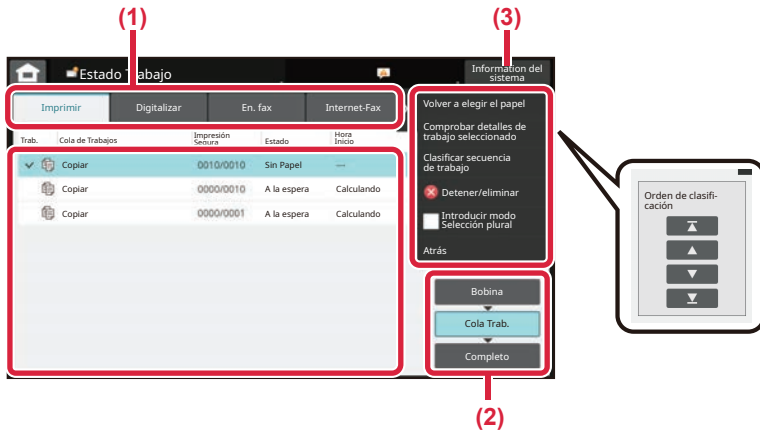 (1)
(3)
Estado Trabajo
Information del
sistema
Imprimir
Digitalizar
En. fax
Internet-Fax
Trab.
Cola de Trabajos
Impresión
Segura
Estado
Hora
Inicio
Copiar
0010/0010
Sin Papel
—
Copiar
0000/0010
A la espera
Calculando
Copiar
0000/0001
A la espera
Calculando
Volver a elegir el papel
Comprobar detalles de
trabajo seleccionado
Clasificar secuencia
de trabajo
Detener/eliminar
Introducir modo
Selección plural
Atrás
Bobina
Cola Trab.
Completo
(2)
Orden de clasifi-
cación